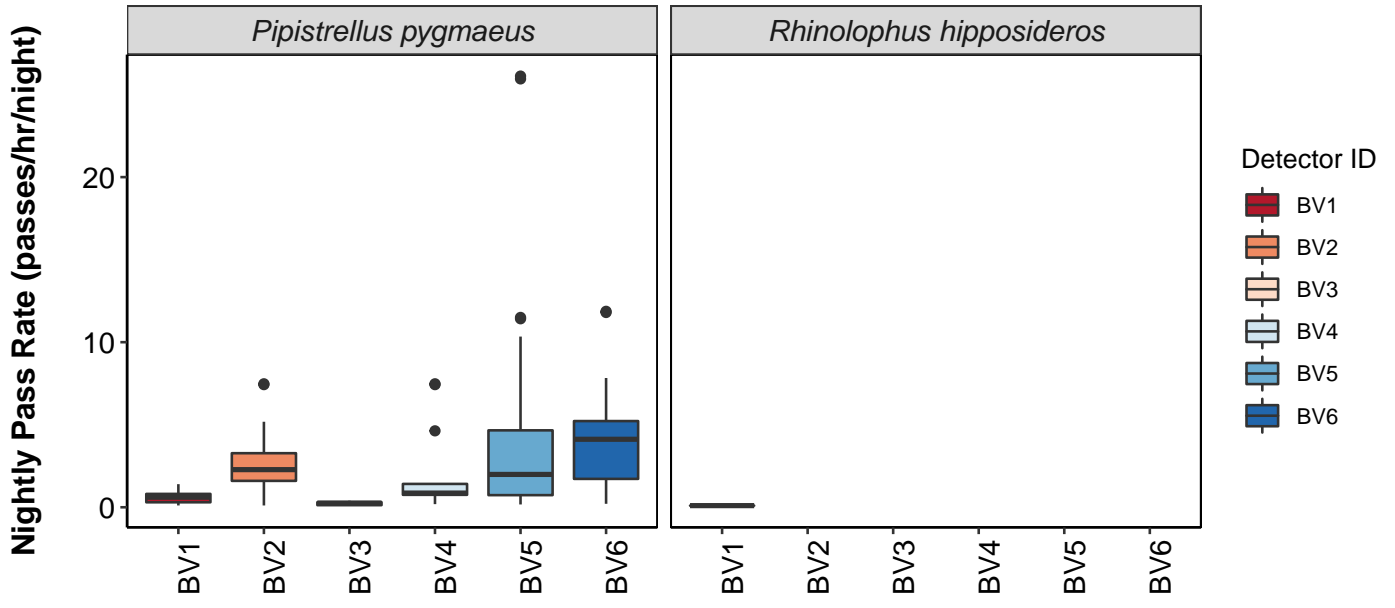 Pipistrellus pygmaeus
Rhinolophus hipposideros
Nightly Pass Rate (passes/hr/night)
20
10
0
BV1
BV2
BV3
BV4
BV5
BV6
BV1
BV2
BV3
BV4
BV5
BV6
Detector ID
BV1
BV2
BV3
BV4
BV5
BV6